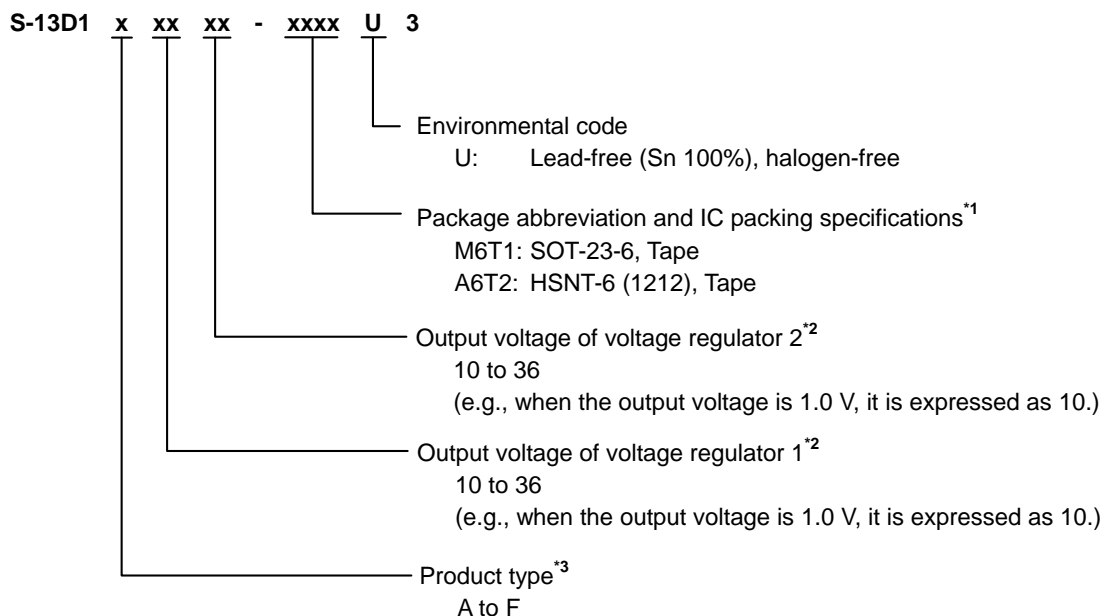 S-13D1 x xx xx - xxxx U 3
Environmental code
U: Lead-free (Sn 100%), halogen-free
Package abbreviation and IC packing specifications*1
M6T1: SOT-23-6, Tape
A6T2: HSNT-6 (1212), Tape
Output voltage of voltage regulator 2*2
10 to 36
(e.g., when the output voltage is 1.0 V, it is expressed as 10.)
Output voltage of voltage regulator 1*2
10 to 36
(e.g., when the output voltage is 1.0 V, it is expressed as 10.)
Product type*3
A to F